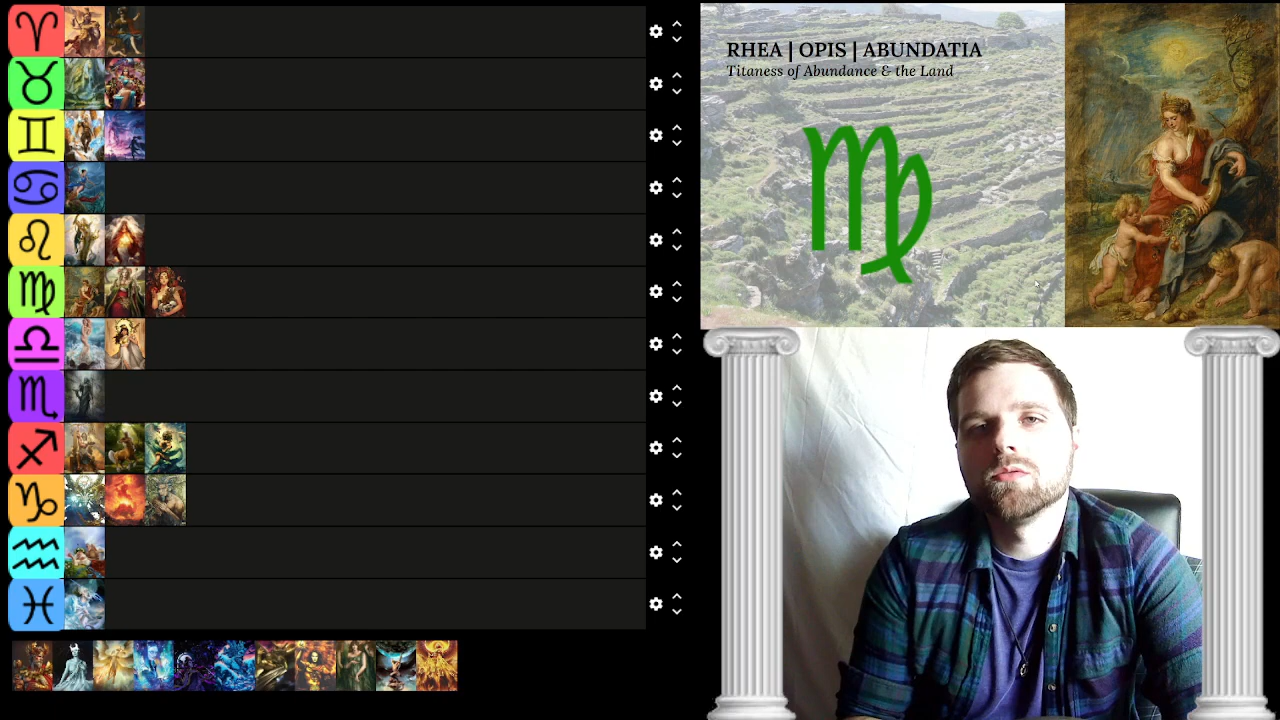 RHEA | OPIS | ABUNDATIA
Titaness of Abundance & the Land